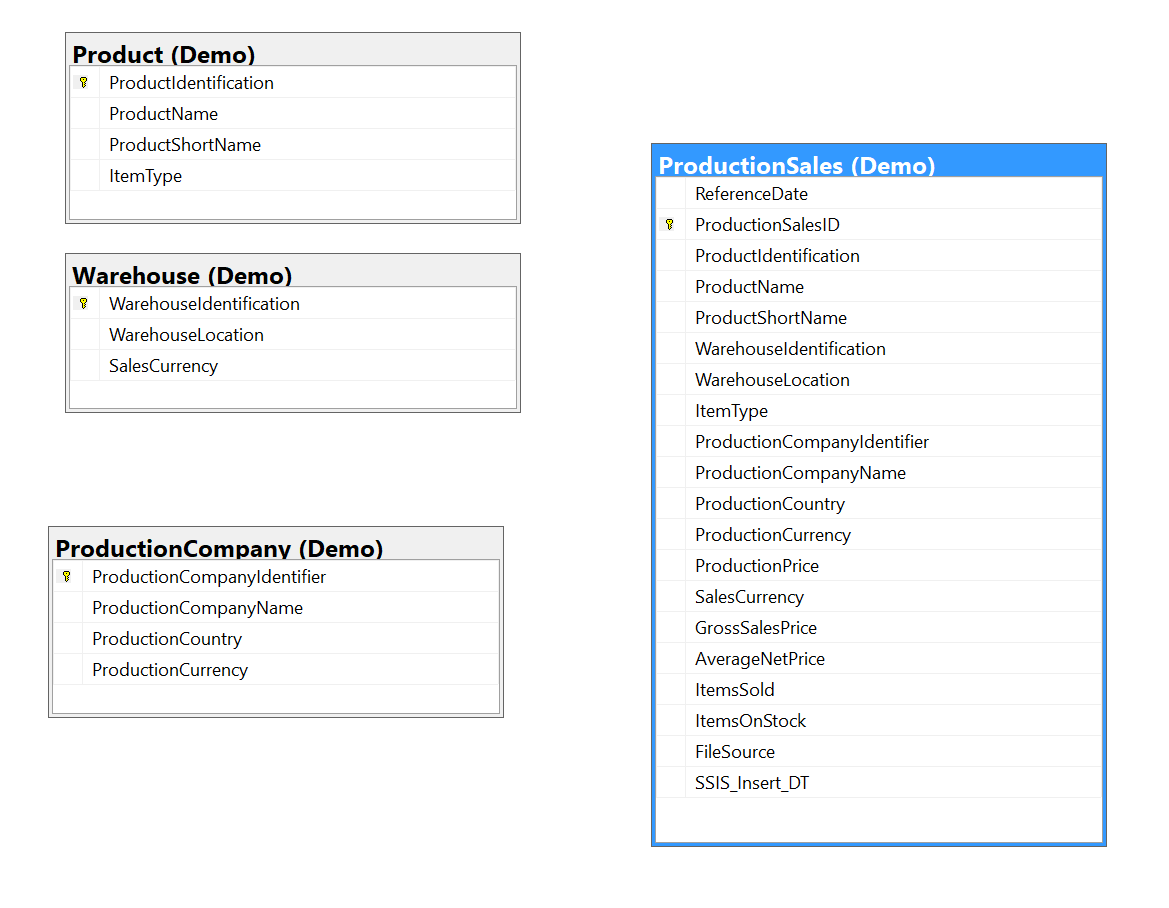 Product (Demo)
ProductIdentification
ProductName
ProductShortName
ItemType
Warehouse (Demo)
WarehouseIdentification
WarehouseLocation
SalesCurrency
ProductionCompany (Demo)
ProductionCompanyIdentifier
ProductionCompanyName
ProductionCountry
ProductionCurrency
ProductionSales (Demo)
ReferenceDate
ProductionSalesID
ProductIdentification
ProductName
ProductShortName
WarehouseIdentification
WarehouseLocation
ItemType
ProductionCompanyIdentifier
ProductionCompanyName
ProductionCountry
ProductionCurrency
ProductionPrice
SalesCurrency
GrossSalesPrice
AverageNetPrice
ItemsSold
ItemsOnStock
FileSource
SSIS_Insert_DT